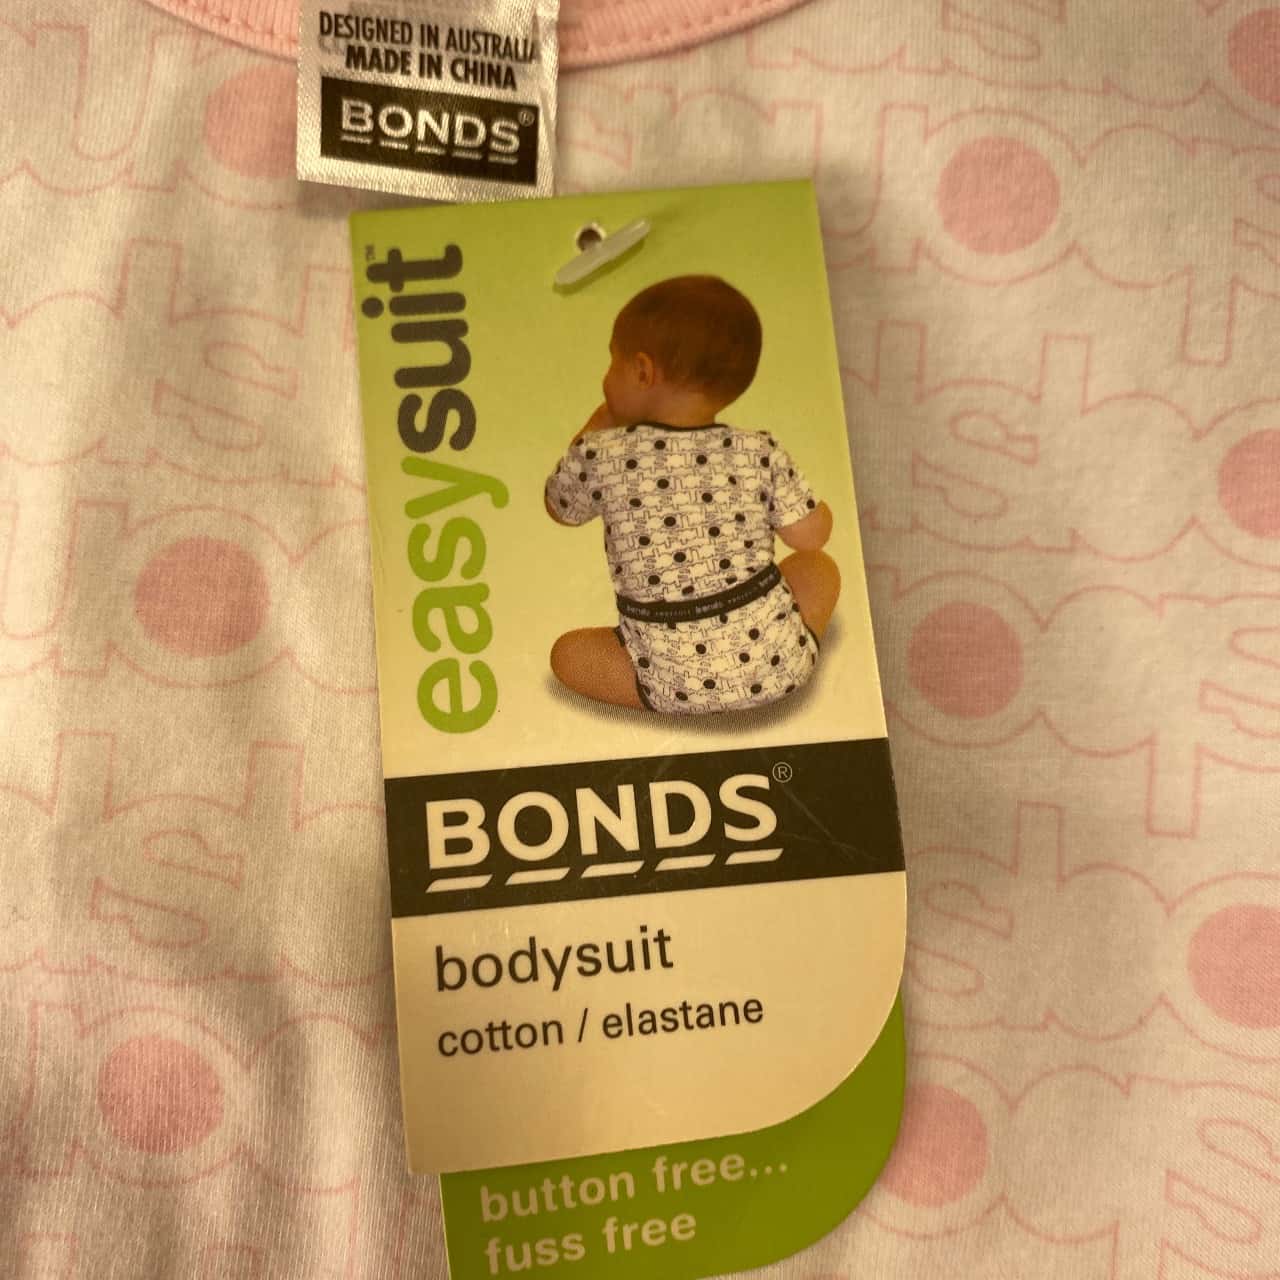 DESIGNED IN AUSTRALIA
MADE IN CHINA
BONDS®
easysuit™
BONDS®
bodysuit
cotton / elastane
button free...
fuss free